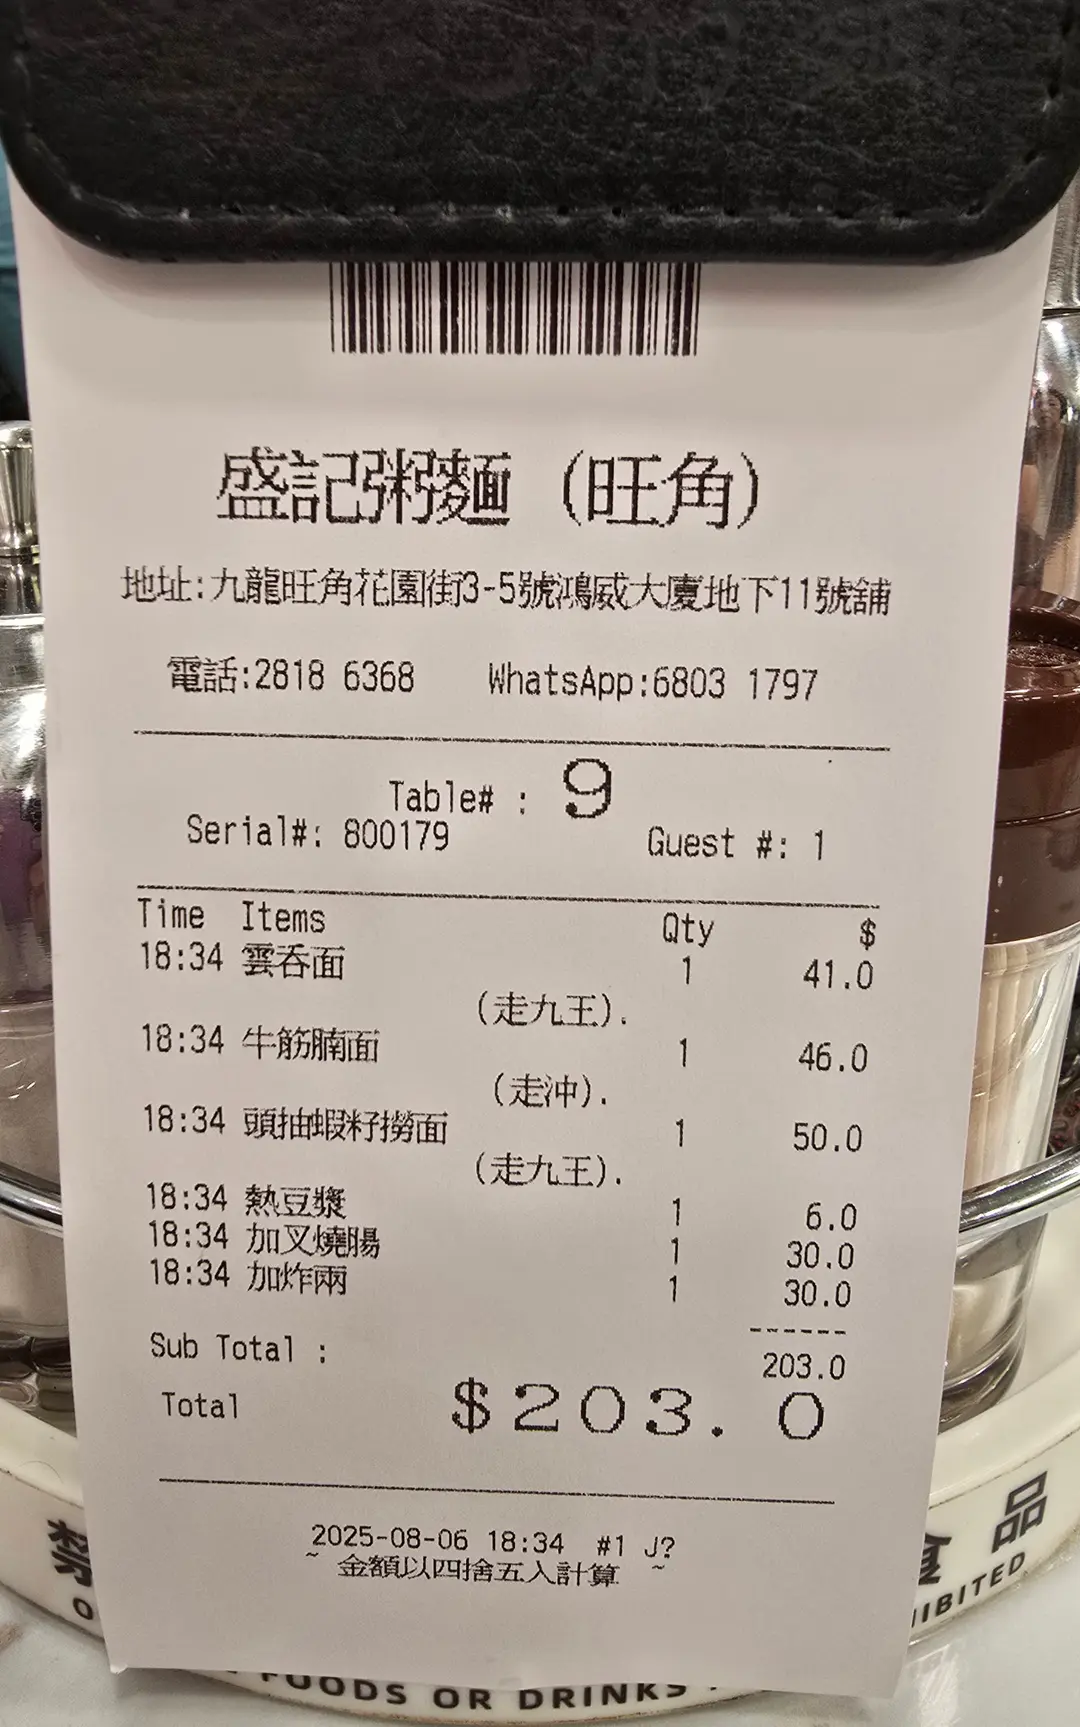 盛記粥麵 (旺角)
地址:九龍旺角花園街3-5號鴻威大廈地下11號舖
電話:2818 6368 WhatsApp:6803 1797
Table# : 9
Serial#: 800179 Guest #: 1
Time Items Qty $
18:34 雲吞面 1 41.0
(走九王).
18:34 牛筋腩面 1 46.0
(走沖).
18:34 頭抽蝦籽撈面 1 50.0
(走九王).
18:34 熱豆漿 1 6.0
18:34 加叉燒腸 1 30.0
18:34 加炸兩 1 30.0
------
Sub Total : 203.0
Total $203.0
2025-08-06 18:34 #1 J?
~ 金額以四捨五入計算 ~
禁 食品
FOODS OR DRINKS